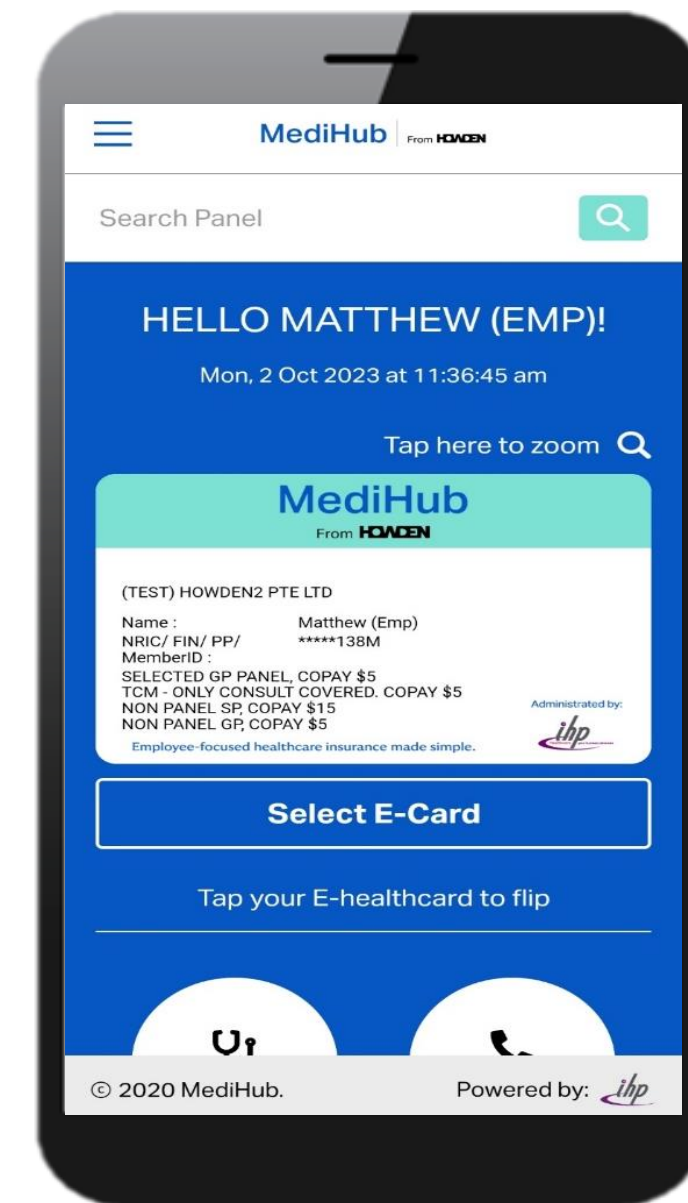 MediHub From HOWDEN
Search Panel
HELLO MATTHEW (EMP)!
Mon, 2 Oct 2023 at 11:36:45 am
Tap here to zoom
MediHub
From HOWDEN
(TEST) HOWDEN2 PTE LTD
Name : Matthew (Emp)
NRIC/ FIN/ PP/ *****138M
MemberID :
SELECTED GP PANEL, COPAY $5
TCM - ONLY CONSULT COVERED. COPAY $5
NON PANEL SP, COPAY $15
NON PANEL GP, COPAY $5
Administrated by:
ihp
Employee-focused healthcare insurance made simple.
Select E-Card
Tap your E-healthcard to flip
© 2020 MediHub. Powered by: ihp